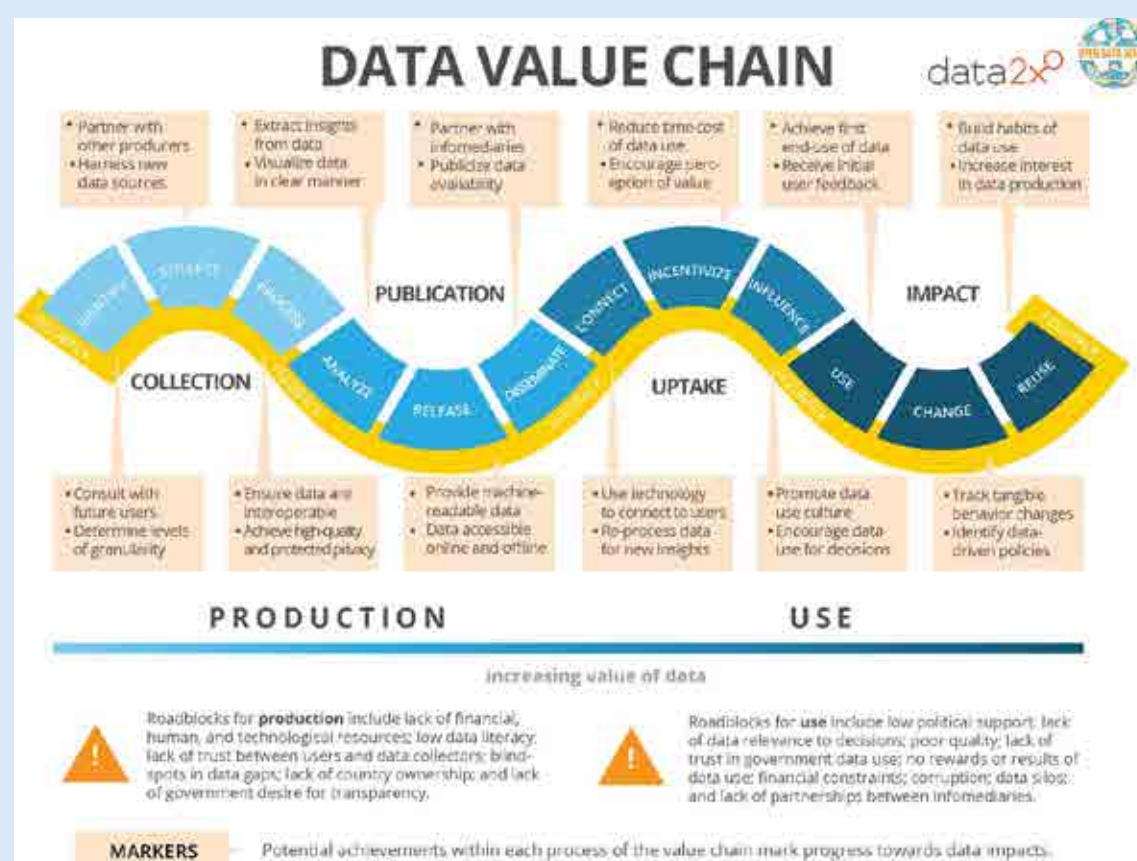 DATA VALUE CHAIN
data2x
OPEN DATA
• Partner with
other producers
• Harness new
data sources
• Extract insights
from data
• Visualize data
in clear manner
• Partner with
infomediaries
• Publicize data
availability
• Reduce time-cost
of data use
• Encourage perc-
eption of value
• Achieve first
end-use of data
• Receive initial
user feedback
• Build habits of
data use
• Increase interest
in data production
IDENTIFY
COLLECT
PROCESS
ANALYZE
RELEASE
DISSEMINATE
CONNECT
INCENTIVIZE
INFLUENCE
USE
CHANGE
REUSE
COLLECTION
PUBLICATION
UPTAKE
IMPACT
FEEDBACK
• Consult with
future users
• Determine levels
of granularity
• Ensure data are
interoperable
• Achieve high-quality
and protected privacy
• Provide machine-
readable data
• Data accessible
online and offline
• Use technology
to connect to users
• Re-process data
for new insights
• Promote data
use culture
• Encourage data
use for decisions
• Track tangible
behavior changes
• Identify data-
driven policies
PRODUCTION
USE
increasing value of data
Roadblocks for production include lack of financial,
human, and technological resources; low data literacy;
lack of trust between users and data collectors; blind-
spots in data gaps; lack of country ownership; and lack
of government desire for transparency.
Roadblocks for use include low political support; lack
of data relevance to decisions; poor quality; lack of
trust in government data use; no rewards or results of
data use; financial constraints; corruption; data silos;
and lack of partnerships between infomediaries.
MARKERS
Potential achievements within each process of the value chain mark progress towards data impacts.